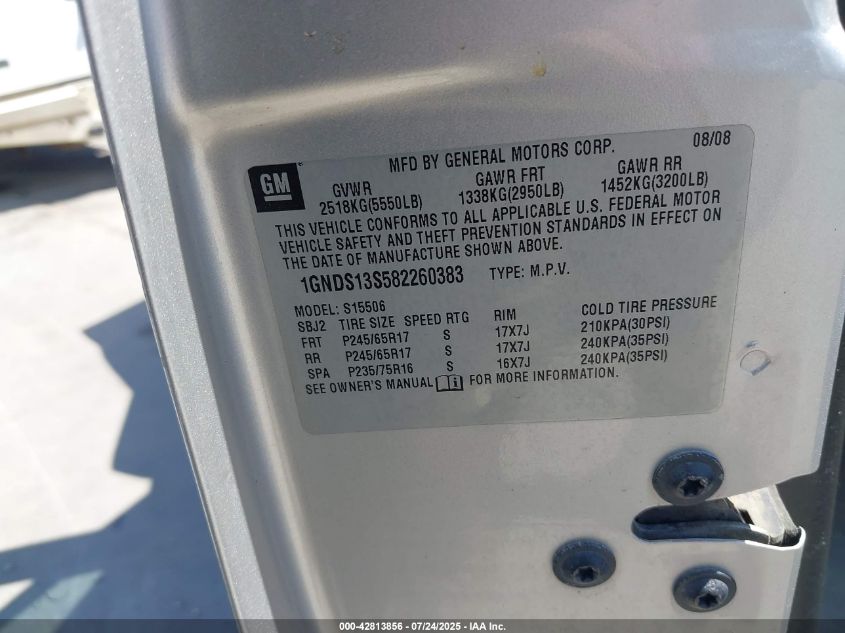 08/08
MFD BY GENERAL MOTORS CORP.
GM
GVWR GAWR FRT GAWR RR
2518KG(5550LB) 1338KG(2950LB) 1452KG(3200LB)
THIS VEHICLE CONFORMS TO ALL APPLICABLE U.S. FEDERAL MOTOR
VEHICLE SAFETY AND THEFT PREVENTION STANDARDS IN EFFECT ON
THE DATE OF MANUFACTURE SHOWN ABOVE.
1GNDS13S582260383 TYPE: M.P.V.
MODEL: S15506
SBJ2 TIRE SIZE SPEED RTG RIM COLD TIRE PRESSURE
FRT P245/65R17 S 17X7J 210KPA(30PSI)
RR P245/65R17 S 17X7J 240KPA(35PSI)
SPA P235/75R16 S 16X7J 240KPA(35PSI)
SEE OWNER'S MANUAL FOR MORE INFORMATION.
000-42813856 - 07/24/2025 - IAA Inc.